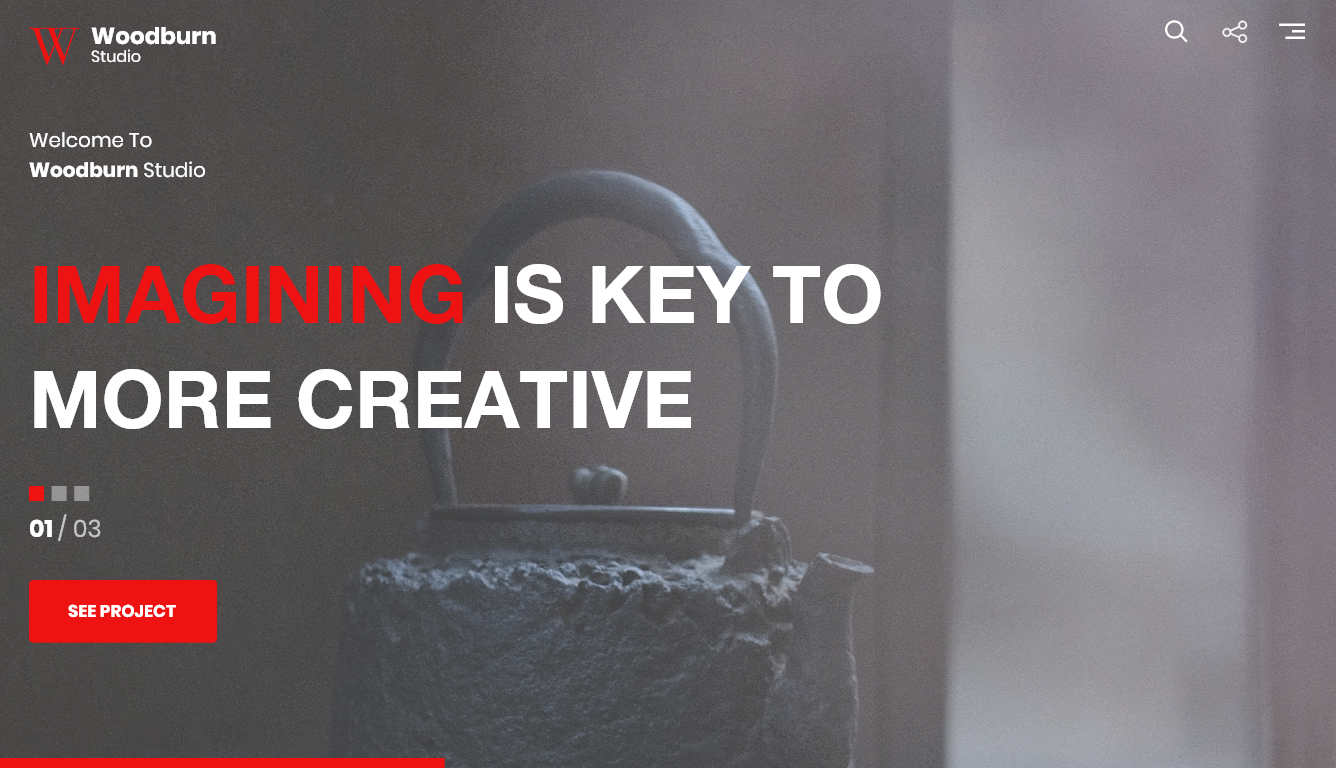 W Woodburn
Studio
Welcome To
Woodburn Studio
IMAGINING IS KEY TO
MORE CREATIVE
01 / 03
SEE PROJECT